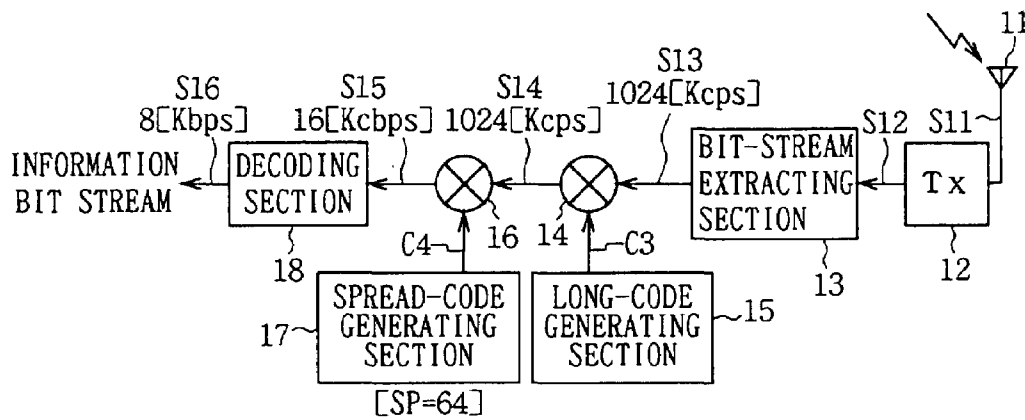 11
S16
8[Kbps]
S15
16[Kcbps]
S14
1024[Kcps]
S13
1024[Kcps]
S12
S11
INFORMATION
BIT STREAM
DECODING
SECTION
BIT-STREAM
EXTRACTING
SECTION
Tx
18
C4
16
14
C3
13
12
17
SPREAD-CODE
GENERATING
SECTION
LONG-CODE
GENERATING
SECTION
15
[SP=64]